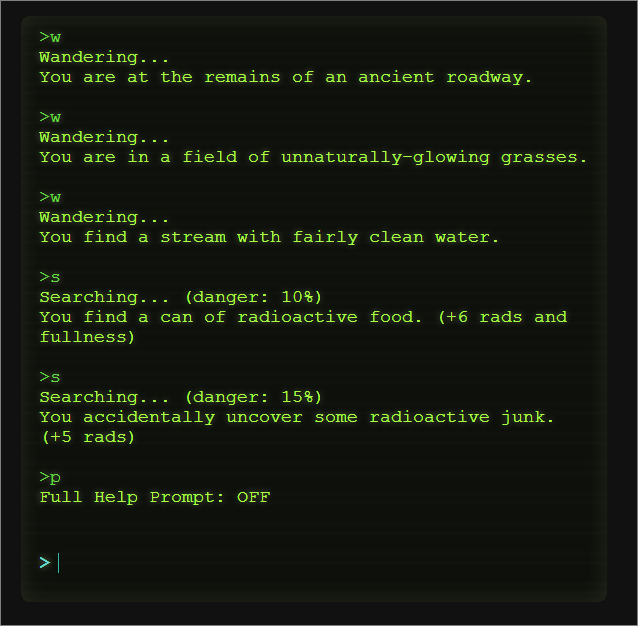 >w
Wandering...
You are at the remains of an ancient roadway.
>w
Wandering...
You are in a field of unnaturally-glowing grasses.
>w
Wandering...
You find a stream with fairly clean water.
>s
Searching... (danger: 10%)
You find a can of radioactive food. (+6 rads and
fullness)
>s
Searching... (danger: 15%)
You accidentally uncover some radioactive junk.
(+5 rads)
>p
Full Help Prompt: OFF
>